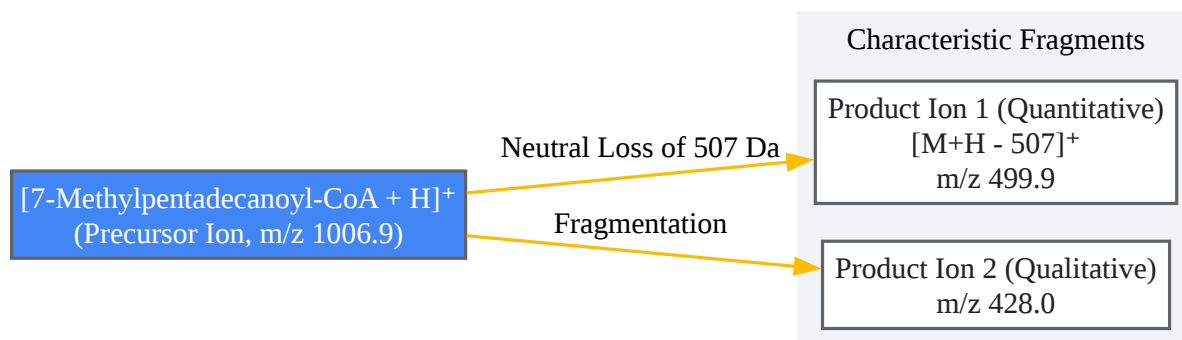 Characteristic Fragments
Neutral Loss of 507 Da
Product Ion 1 (Quantitative)
[M+H - 507]⁺
m/z 499.9
[7-Methylpentadecanoyl-CoA + H]⁺
(Precursor Ion, m/z 1006.9)
Fragmentation
Product Ion 2 (Qualitative)
m/z 428.0